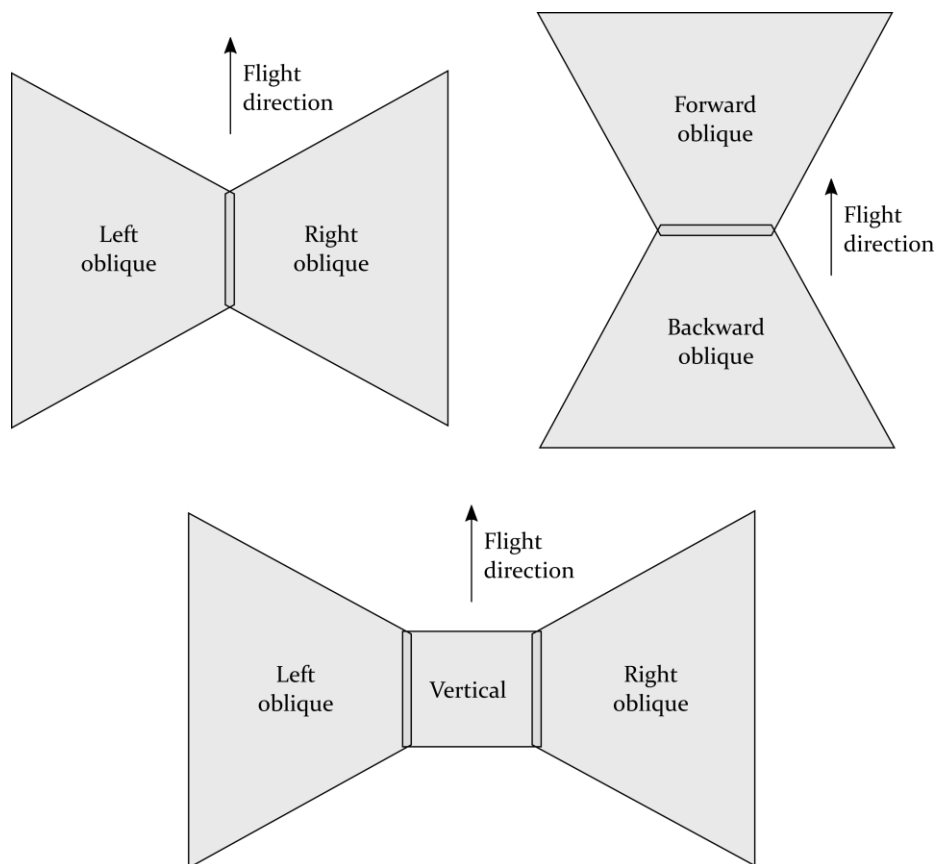 Flight
direction
Left
oblique
Right
oblique
Forward
oblique
Flight
direction
Backward
oblique
Flight
direction
Left
oblique
Vertical
Right
oblique